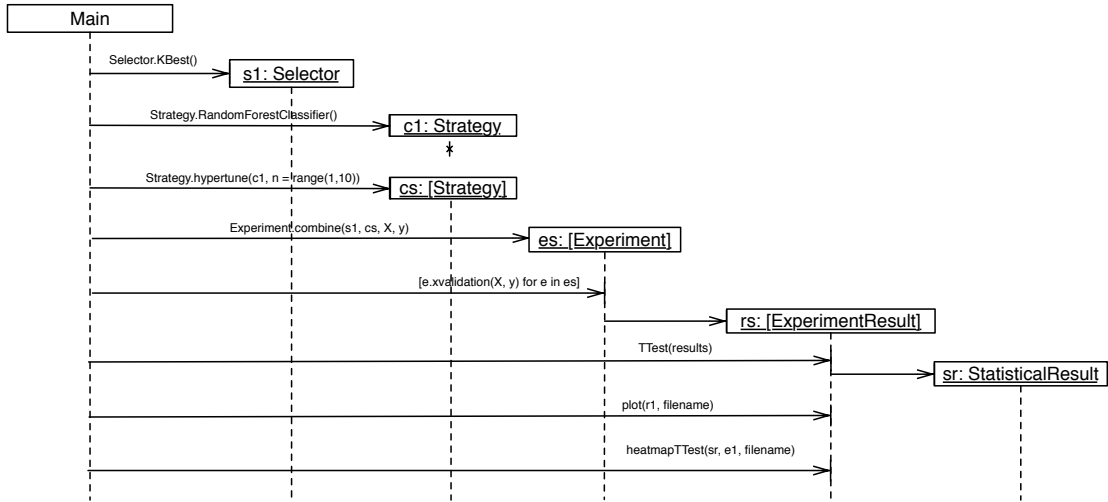 Main
Selector.KBest()
s1: Selector
Strategy.RandomForestClassifier()
c1: Strategy
Strategy.hypertune(c1, n = range(1,10))
cs: [Strategy]
Experiment.combine(s1, cs, X, y)
es: [Experiment]
[e.xvalidation(X, y) for e in es]
rs: [ExperimentResult]
TTest(results)
sr: StatisticalResult
plot(r1, filename)
heatmapTTest(sr, e1, filename)